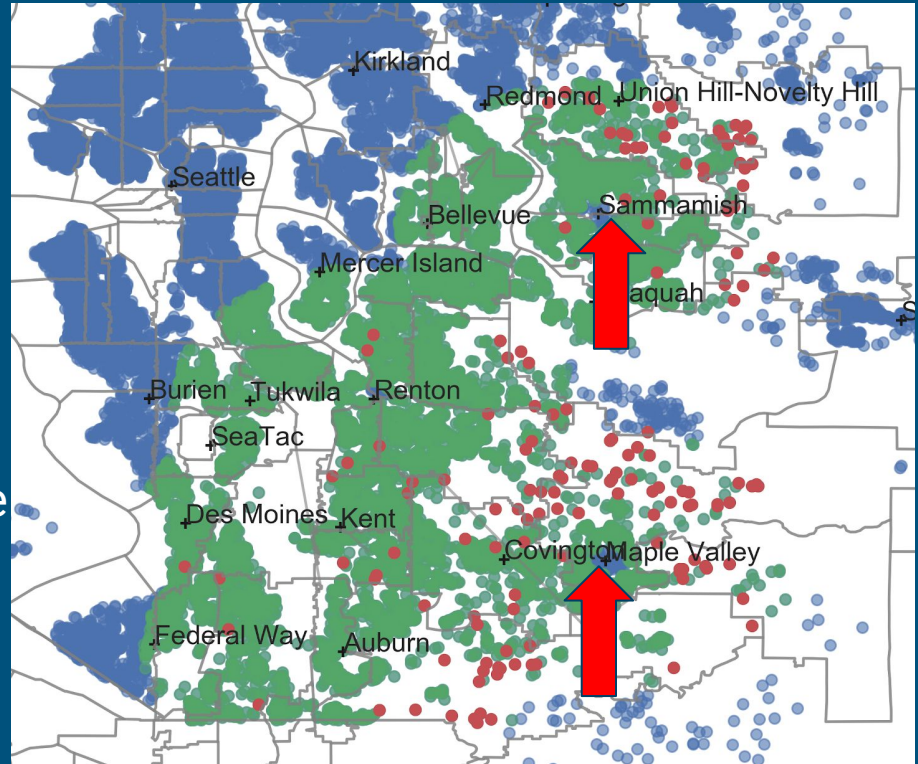 Kirkland
Redmond
Union Hill-Novelty Hill
Seattle
Sammamish
Bellevue
Mercer Island
aquah
S
Burien
Tukwila
Renton
SeaTac
e
Des Moines
Kent
Covington
Maple Valley
Federal Way
Auburn